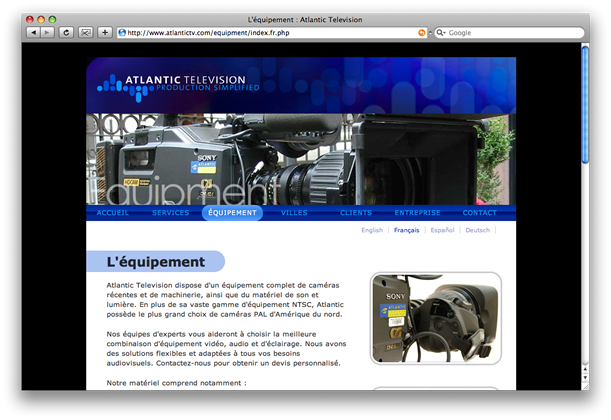 L'équipement : Atlantic Television
http://www.atlantictv.com/equipment/index.fr.php
Google
ATLANTIC TELEVISION
PRODUCTION SIMPLIFIED
SONY
HDCAM
equipment
ACCUEIL SERVICES ÉQUIPEMENT VILLES CLIENTS ENTREPRISE CONTACT
English Français Español Deutsch
L'équipement
Atlantic Television dispose d'un équipement complet de caméras
récentes et de machinerie, ainsi que du matériel de son et
lumière. En plus de sa vaste gamme d'équipement NTSC, Atlantic
possède le plus grand choix de caméras PAL d'Amérique du nord.
SONY
Nos équipes d'experts vous aideront à choisir la meilleure
combinaison d'équipement vidéo, audio et d'éclairage. Nous avons
des solutions flexibles et adaptées à tous vos besoins
audiovisuels. Contactez-nous pour obtenir un devis personnalisé.
Notre matériel comprend notamment :